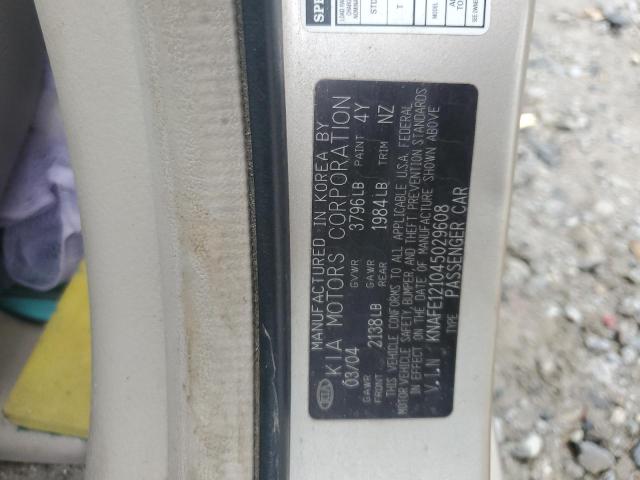 MANUFACTURED IN KOREA BY
KIA MOTORS CORPORATION
03/04 GVWR 3796LB PAINT 4Y
GAWR FRONT 2138LB GAWR REAR 1984LB TRIM NZ
THIS VEHICLE CONFORMS TO ALL APPLICABLE U.S.A. FEDERAL
MOTOR VEHICLE SAFETY, BUMPER, AND THEFT PREVENTION STANDARDS
IN EFFECT ON THE DATE OF MANUFACTURE SHOWN ABOVE
V.I.N KNAFE121045029608
TYPE PASSENGER CAR
KIA